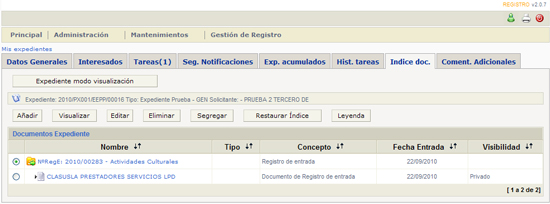 REGISTRO v2.0.7
Principal Administración Mantenimientos Gestión de Registro
Mis expedientes
Datos Generales Interesados Tareas(1) Seg. Notificaciones Exp. acumulados Hist. tareas Indice doc. Coment. Adicionales
Expediente modo visualización
Expediente: 2010/PX001/EEPP/00016 Tipo: Expediente Prueba - GEN Solicitante: - PRUEBA 2 TERCERO DE
Añadir Visualizar Editar Eliminar Segregar Restaurar Índice Leyenda
Documentos Expediente
Nombre Tipo Concepto Fecha Entrada Visibilidad
NºRegE: 2010/00283 - Actividades Culturales Registro de entrada 22/09/2010
CLASUSLA PRESTADORES SERVICIOS LPD Documento de Registro de entrada 22/09/2010 Privado
[ 1 a 2 de 2]